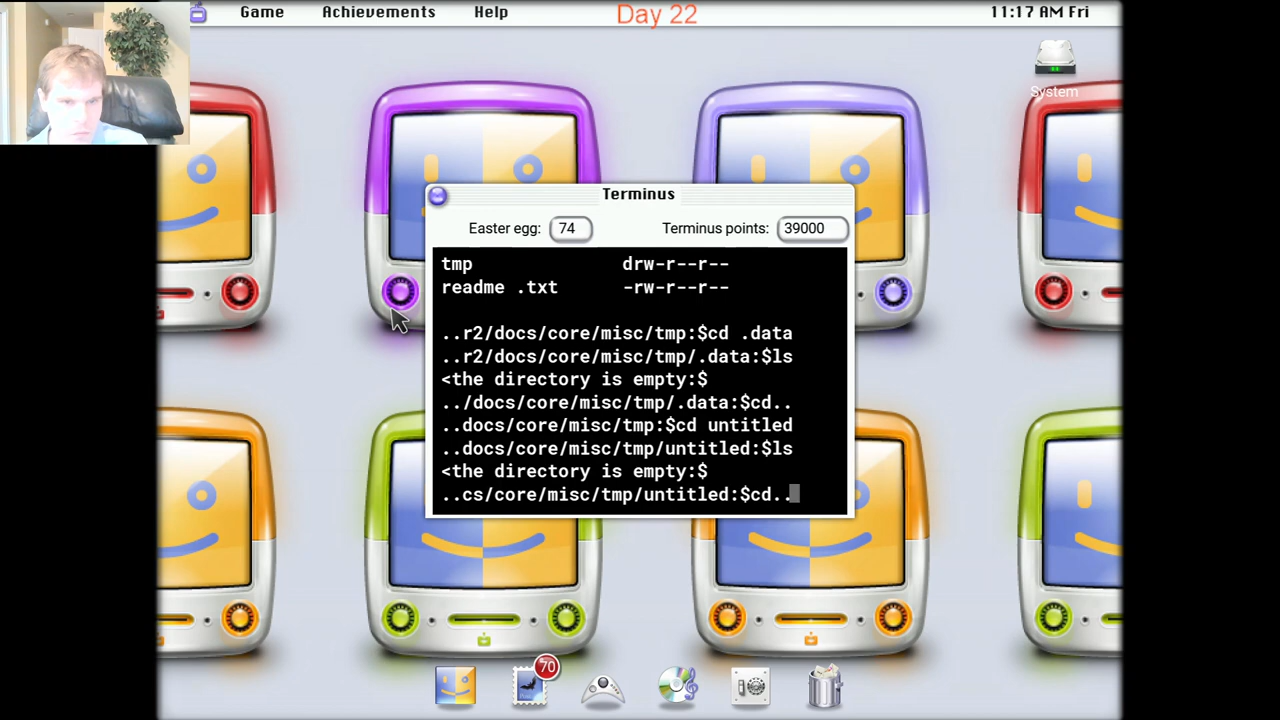 Game Achievements Help Day 22 11:17 AM Fri
System
Terminus
Easter egg: 74 Terminus points: 39000
tmp drw-r--r--
readme .txt -rw-r--r--
..r2/docs/core/misc/tmp:$cd .data
..r2/docs/core/misc/tmp/.data:$ls
<the directory is empty:$
../docs/core/misc/tmp/.data:$cd..
..docs/core/misc/tmp:$cd untitled
..docs/core/misc/tmp/untitled:$ls
<the directory is empty:$
..cs/core/misc/tmp/untitled:$cd..
70